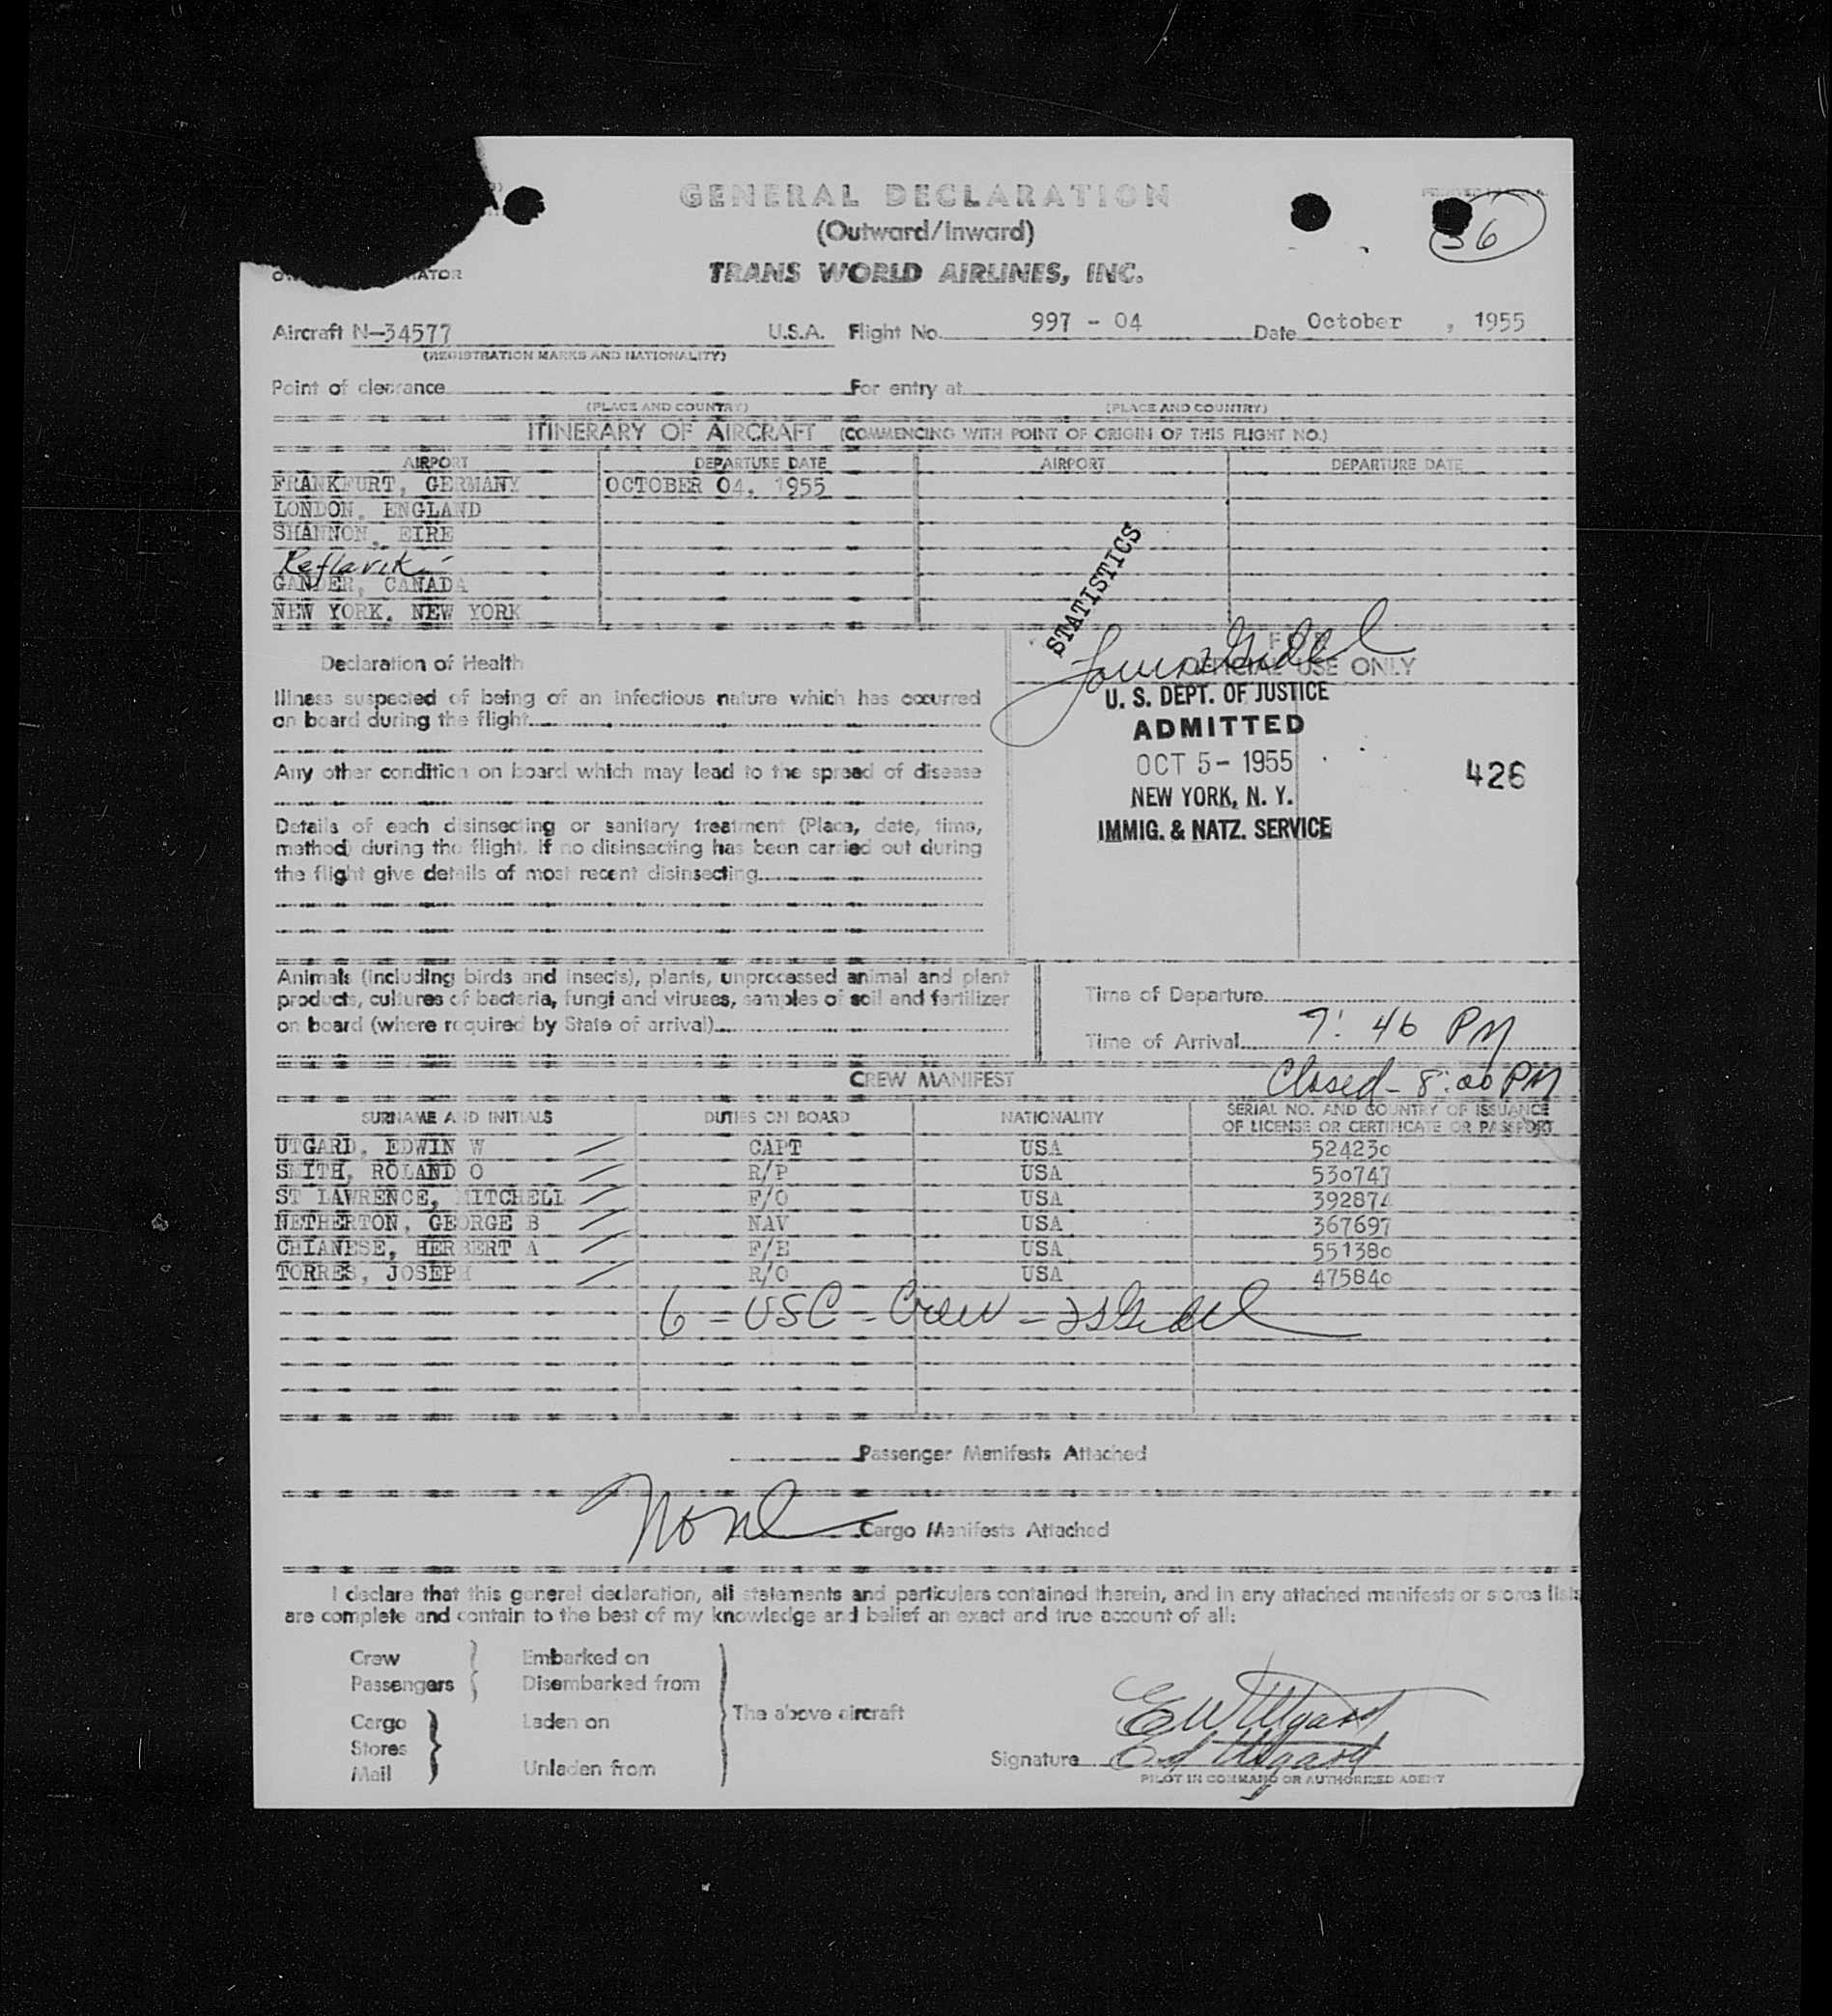 GENERAL DECLARATION
(Outward/Inward)
36
TRANS WORLD AIRLINES, INC.
Aircraft N-34577 U.S.A. Flight No. 997 - 04 Date October , 1955
(REGISTRATION MARKS AND NATIONALITY)
Point of clearance For entry at
(PLACE AND COUNTRY) (PLACE AND COUNTRY)
ITINERARY OF AIRCRAFT (COMMENCING WITH POINT OF ORIGIN OF THIS FLIGHT NO.)
AIRPORT DEPARTURE DATE AIRPORT DEPARTURE DATE
FRANKFURT, GERMANY OCTOBER 04, 1955
LONDON, ENGLAND
SHANNON, EIRE
Keflavik
GANDER, CANADA
NEW YORK, NEW YORK
STATISTICS
Declaration of Health
FOR
OFFICIAL USE ONLY
Illness suspected of being of an infectious nature which has occurred
on board during the flight
Any other condition on board which may lead to the spread of disease
Details of each disinsecting or sanitary treatment (Place, date, time,
method) during the flight. If no disinsecting has been carried out during
the flight give details of most recent disinsecting
U. S. DEPT. OF JUSTICE
ADMITTED
OCT 5 - 1955
NEW YORK, N. Y.
IMMIG. & NATZ. SERVICE
426
Animals (including birds and insects), plants, unprocessed animal and plant
products, cultures of bacteria, fungi and viruses, samples of soil and fertilizer
on board (where required by State of arrival)
Time of Departure
Time of Arrival 7:46 PM
Closed - 8:00 PM
CREW MANIFEST
SURNAME AND INITIALS DUTIES ON BOARD NATIONALITY SERIAL NO. AND COUNTRY OF ISSUANCE
OF LICENSE OR CERTIFICATE OR PASSPORT
UTGARD, EDWIN W CAPT USA 524230
SMITH, ROLAND O R/P USA 530747
ST LAWRENCE, MITCHELL F/O USA 392874
NETHERTON, GEORGE B NAV USA 367697
CHIANESE, HERBERT A F/E USA 551380
TORRES, JOSEPH R/O USA 475840
6 = USC - Crew =
Passenger Manifests Attached
None Cargo Manifests Attached
I declare that this general declaration, all statements and particulars contained therein, and in any attached manifests or stores lists
are complete and contain to the best of my knowledge and belief an exact and true account of all:
Crew Embarked on
Passengers Disembarked from
The above aircraft
Cargo Laden on
Stores
Mail Unladen from
E W Utgard
Signature Ed Utgard
PILOT IN COMMAND OR AUTHORIZED AGENT